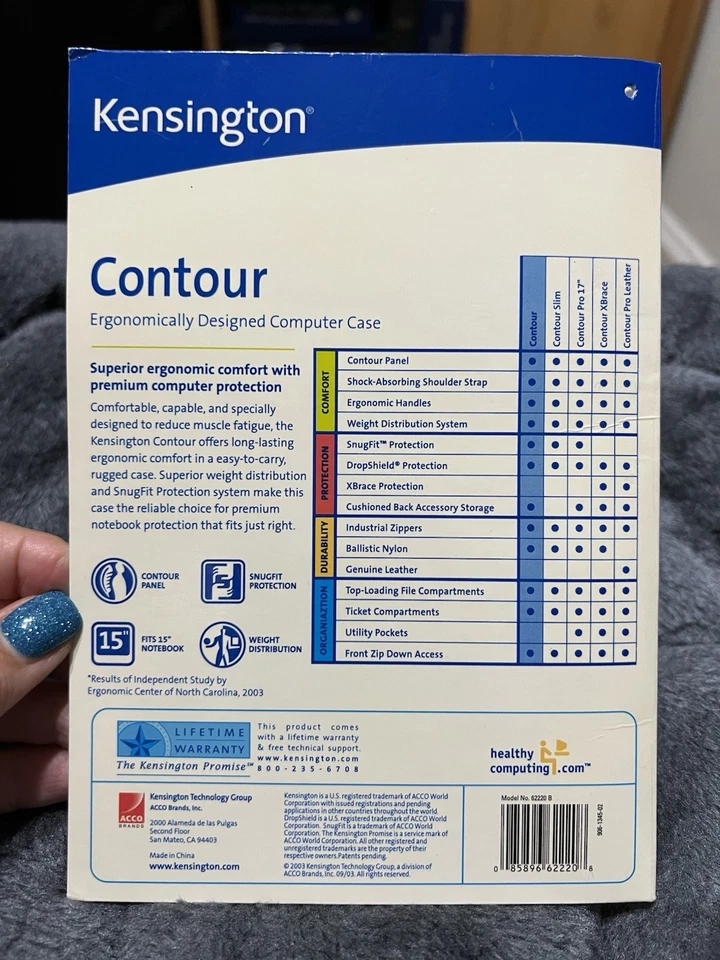 Kensington®
Contour
Ergonomically Designed Computer Case
Superior ergonomic comfort with
premium computer protection
Comfortable, capable, and specially
designed to reduce muscle fatigue, the
Kensington Contour offers long-lasting
ergonomic comfort in a easy-to-carry,
rugged case. Superior weight distribution
and SnugFit Protection system make this
case the reliable choice for premium
notebook protection that fits just right.
CONTOUR
PANEL
SNUGFIT
PROTECTION
15"
FITS 15"
NOTEBOOK
WEIGHT
DISTRIBUTION
*Results of Independent Study by
Ergonomic Center of North Carolina, 2003
Contour
Contour Slim
Contour Pro 17"
Contour XBrace
Contour Pro Leather
COMFORT
Contour Panel ● ● ● ● ●
Shock-Absorbing Shoulder Strap ● ● ● ● ●
Ergonomic Handles ● ● ● ● ●
Weight Distribution System ● ● ● ● ●
PROTECTION
SnugFit™ Protection ● ● ●
DropShield® Protection ● ● ● ● ●
XBrace Protection ● ●
Cushioned Back Accessory Storage ● ● ● ●
DURABILITY
Industrial Zippers ● ● ● ● ●
Ballistic Nylon ● ● ● ●
Genuine Leather ●
ORGANIAZTION
Top-Loading File Compartments ● ● ● ● ●
Ticket Compartments ● ● ● ● ●
Utility Pockets ● ● ●
Front Zip Down Access ● ● ● ● ●
LIFETIME
WARRANTY
The Kensington Promise℠
This product comes
with a lifetime warranty
& free technical support.
www.kensington.com
800-235-6708
healthy
computing.com™
ACCO
BRANDS
Kensington Technology Group
ACCO Brands, Inc.
2000 Alameda de las Pulgas
Second Floor
San Mateo, CA 94403
Made in China
www.kensington.com
Kensington is a U.S. registered trademark of ACCO World
Corporation with issued registrations and pending
applications in other countries throughout the world.
DropShield is a U.S. registered trademark of ACCO World
Corporation. SnugFit is a trademark of ACCO World
Corporation. The Kensington Promise is a service mark of
ACCO World Corporation. All other registered and
unregistered trademarks are the property of their
respective owners.Patents pending.
© 2003 Kensington Technology Group, a division of
ACCO Brands, Inc. 09/03. All rights reserved.
Model No. 62220 B
0 85896 62220 8
908-1345-02